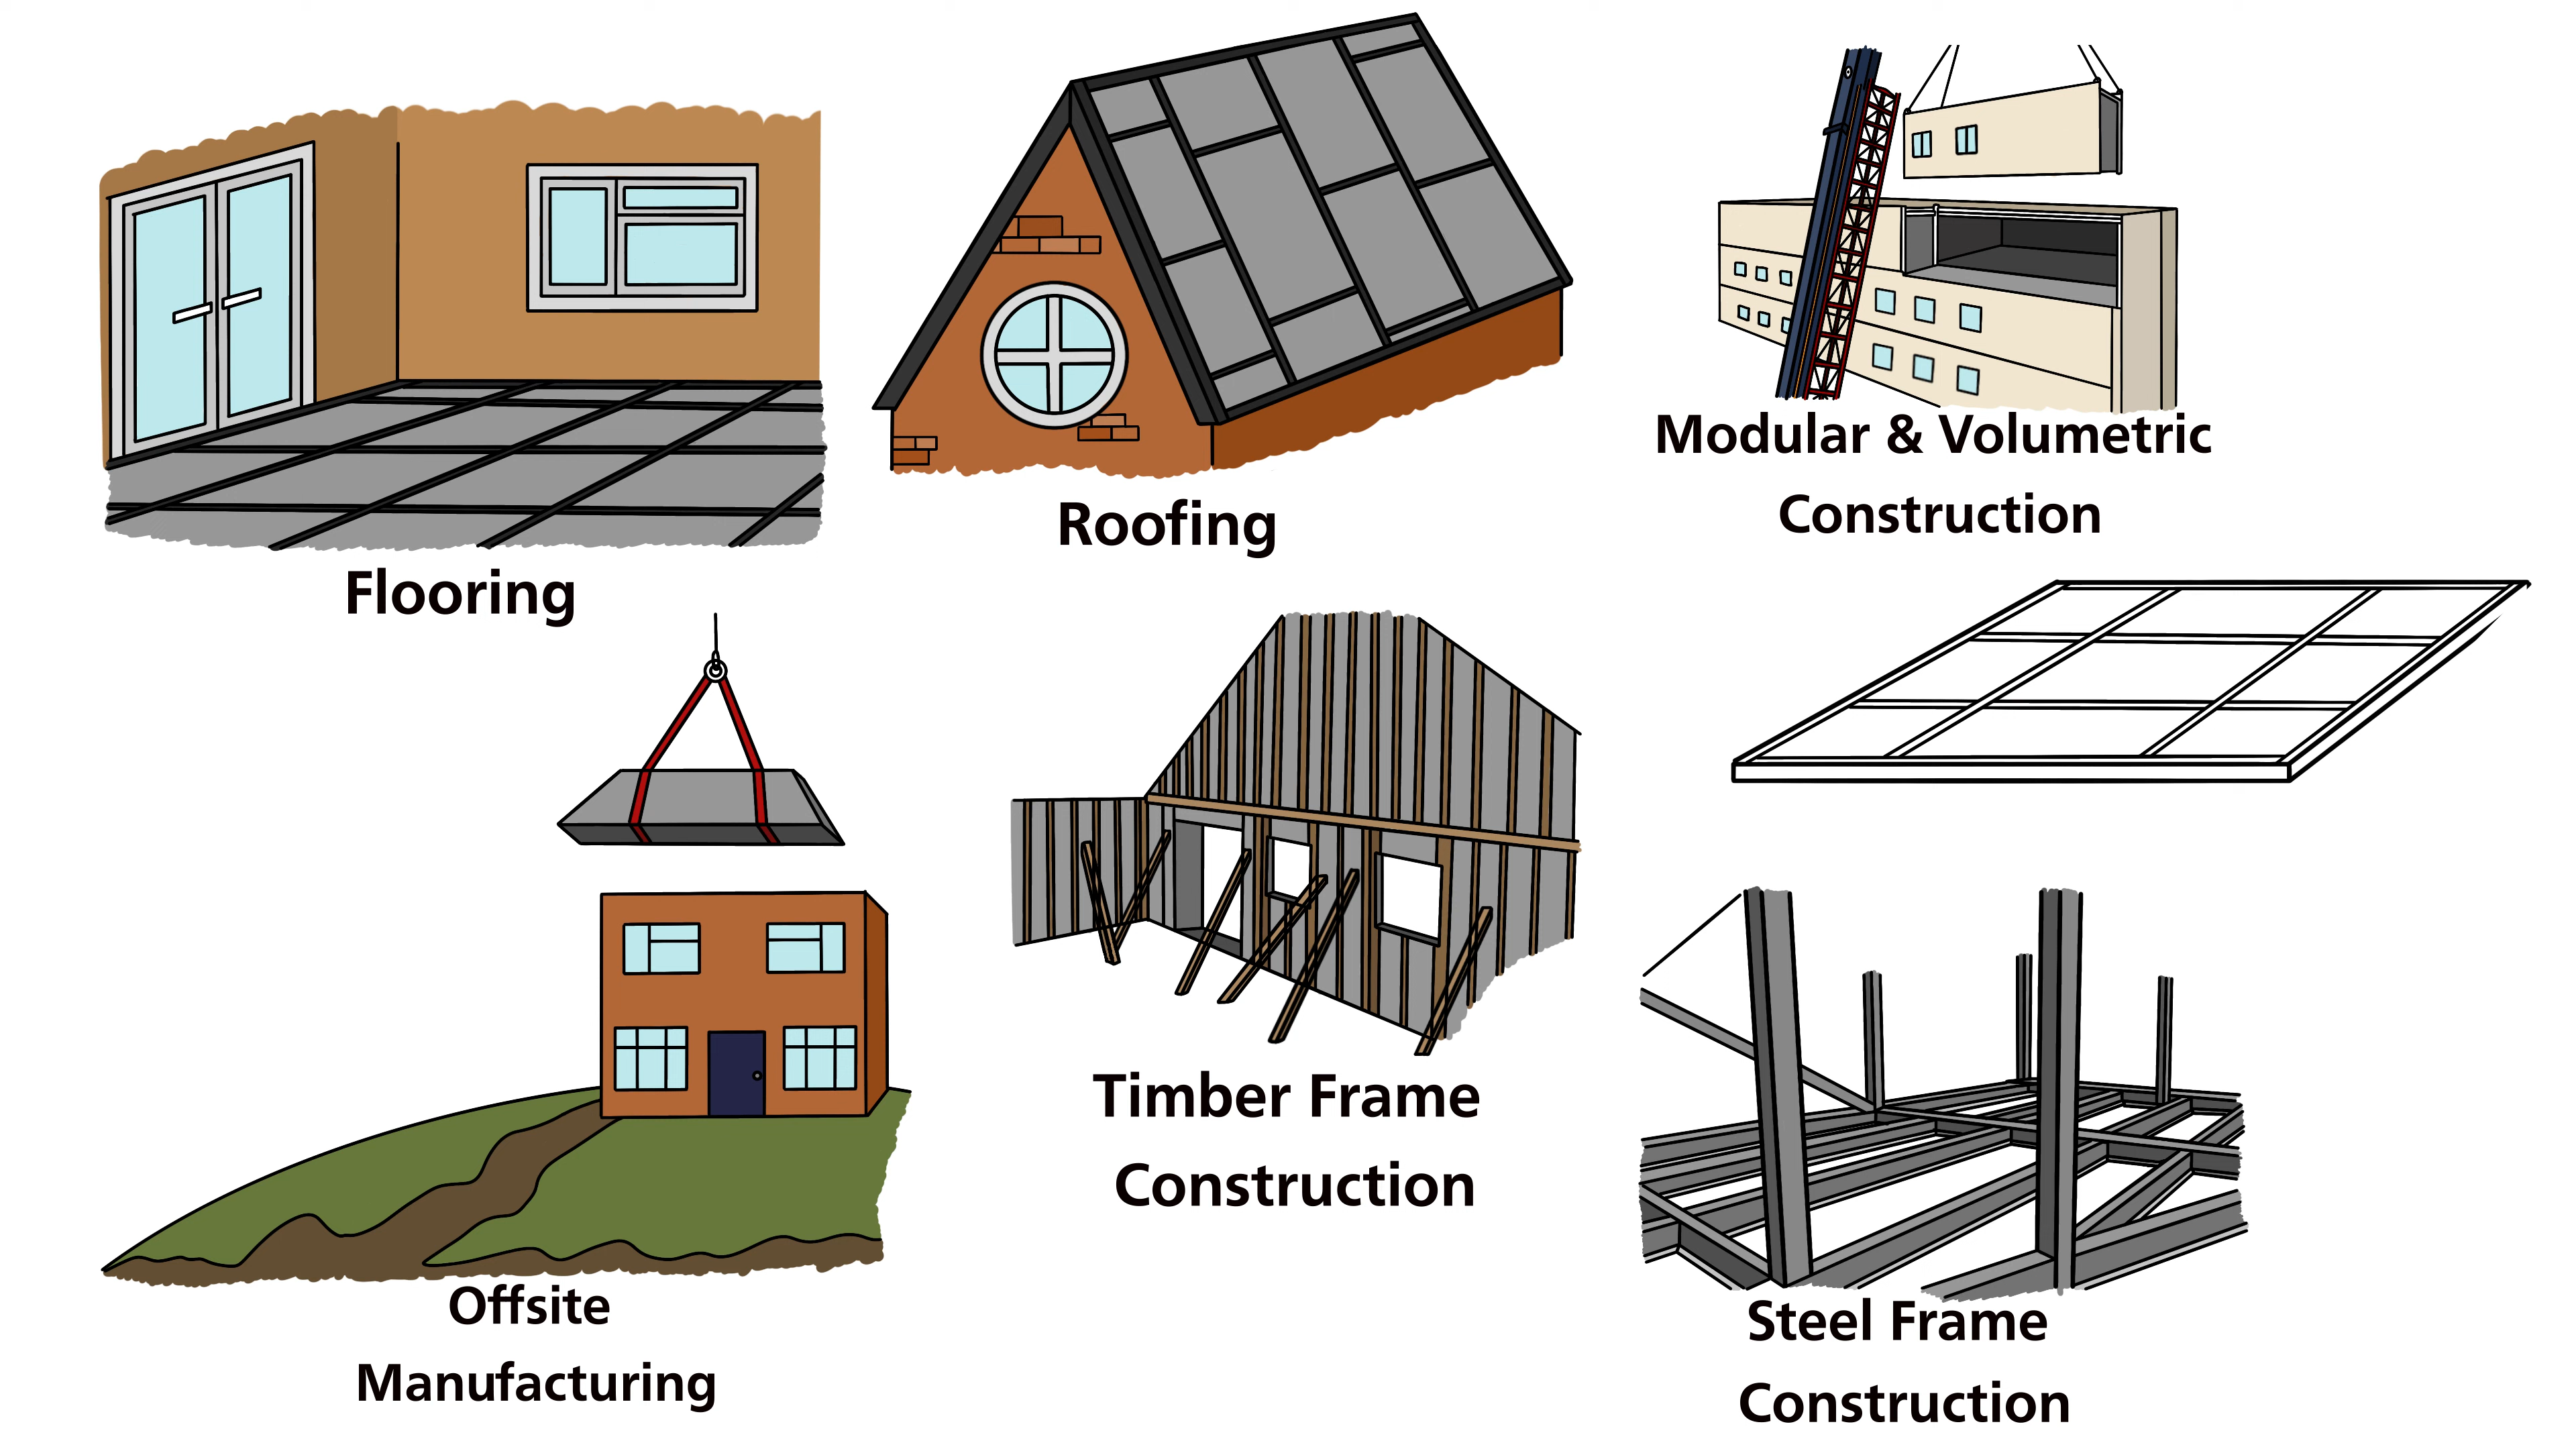 Flooring
Roofing
Modular & Volumetric
Construction
Offsite
Manufacturing
Timber Frame
Construction
Steel Frame
Construction